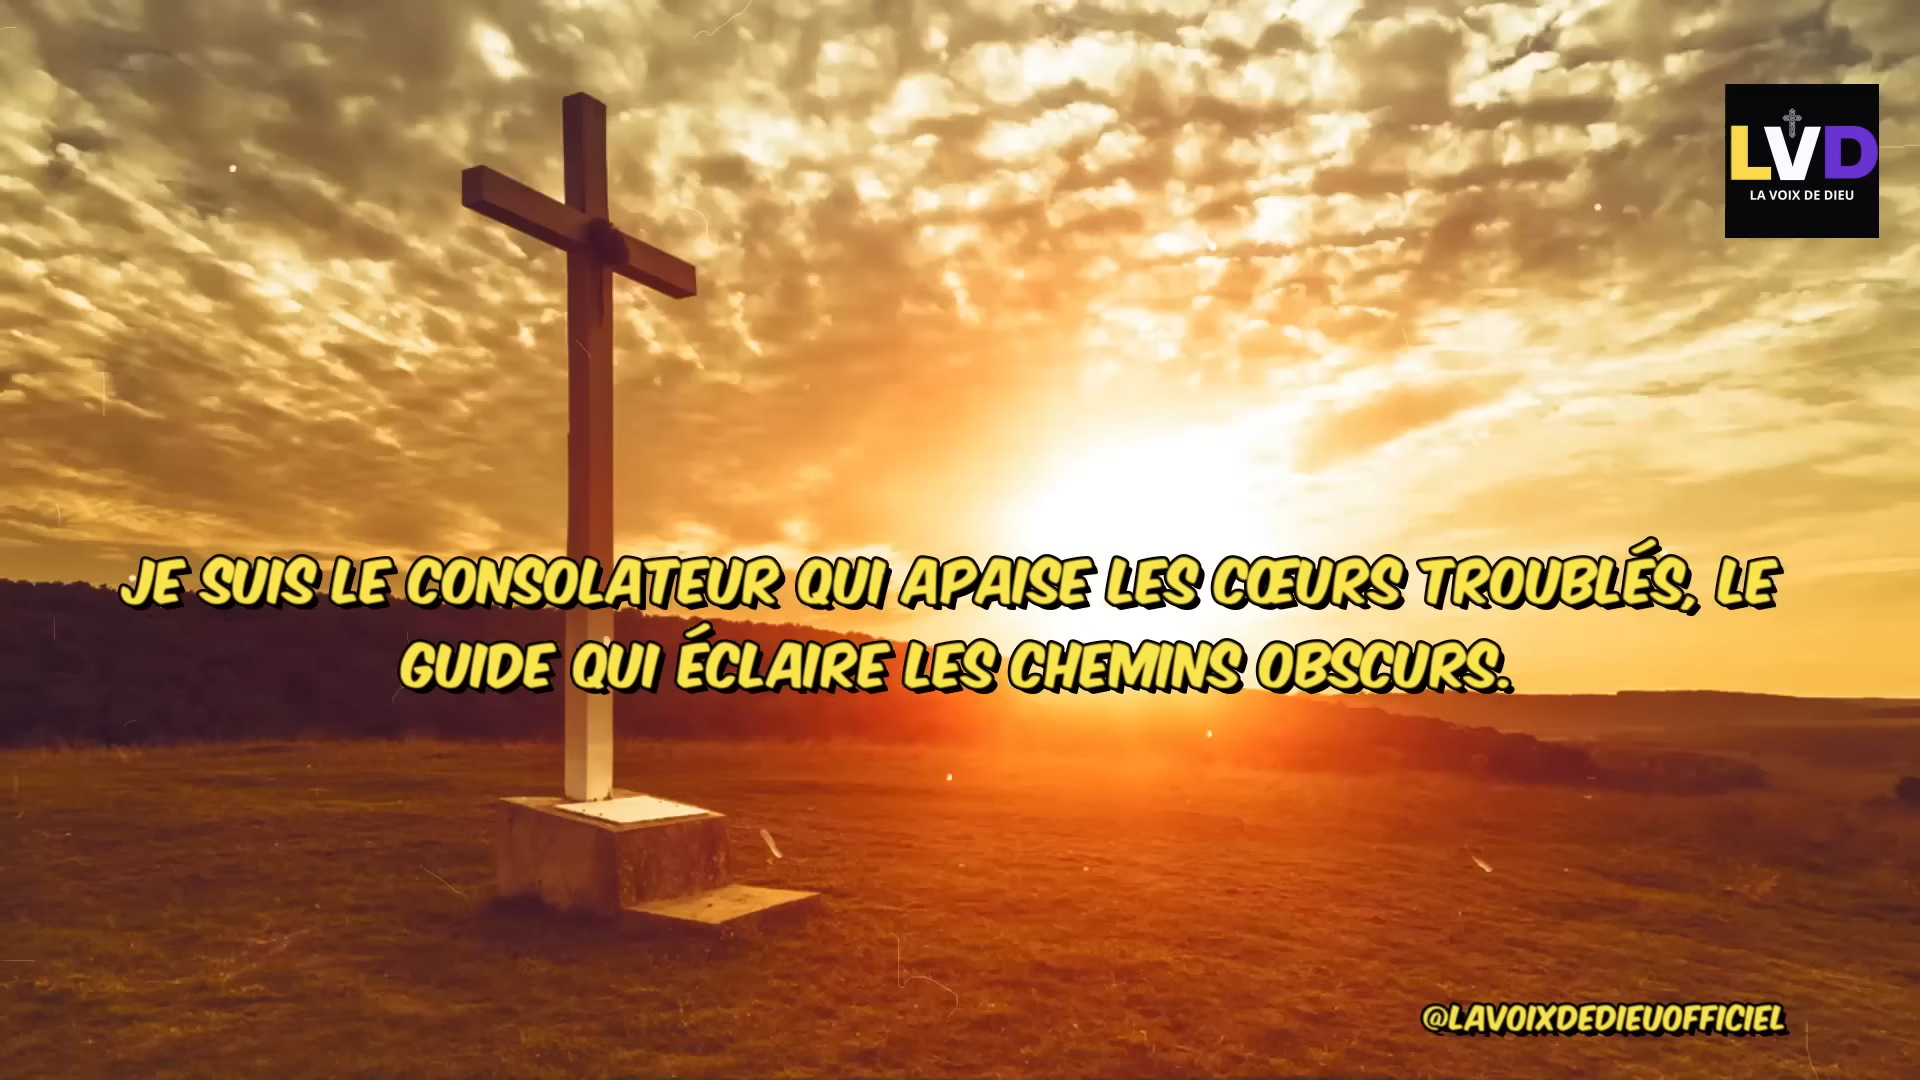 LVD
LA VOIX DE DIEU
JE SUIS LE CONSOLATEUR QUI APAISE LES CŒURS TROUBLÉS, LE
GUIDE QUI ÉCLAIRE LES CHEMINS OBSCURS.
@LAVOIXDEDIEUOFFICIEL